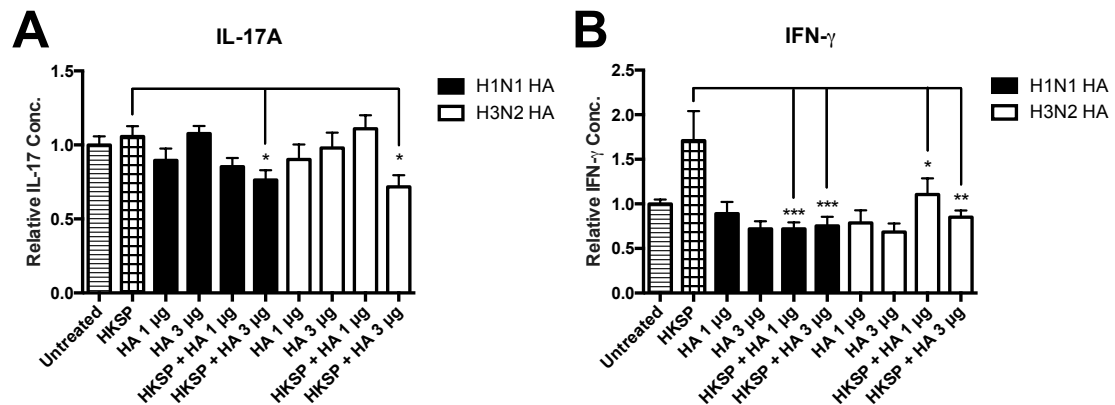 A
IL-17A
Relative IL-17 Conc.
1.5
1.0
0.5
0.0
*
*
H1N1 HA
H3N2 HA
Untreated
HKSP
HA 1 µg
HA 3 µg
HKSP + HA 1 µg
HKSP + HA 3 µg
HA 1 µg
HA 3 µg
HKSP + HA 1 µg
HKSP + HA 3 µg
B
IFN-γ
Relative IFN-γ Conc.
2.5
2.0
1.5
1.0
0.5
0.0
***
***
*
**
H1N1 HA
H3N2 HA
Untreated
HKSP
HA 1 µg
HA 3 µg
HKSP + HA 1 µg
HKSP + HA 3 µg
HA 1 µg
HA 3 µg
HKSP + HA 1 µg
HKSP + HA 3 µg